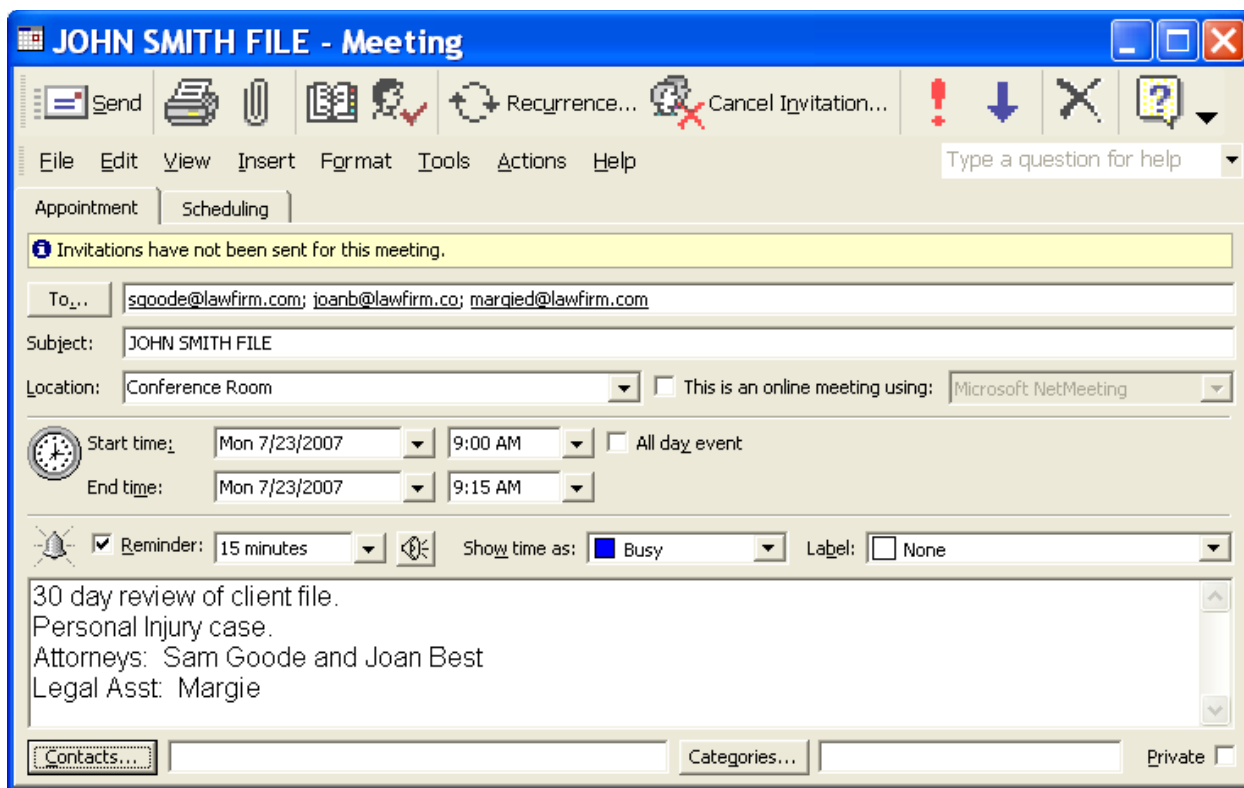 JOHN SMITH FILE - Meeting
Send Recurrence... Cancel Invitation...
File Edit View Insert Format Tools Actions Help Type a question for help
Appointment Scheduling
Invitations have not been sent for this meeting.
To... sgoode@lawfirm.com; joanb@lawfirm.co; margied@lawfirm.com
Subject: JOHN SMITH FILE
Location: Conference Room This is an online meeting using: Microsoft NetMeeting
Start time: Mon 7/23/2007 9:00 AM All day event
End time: Mon 7/23/2007 9:15 AM
Reminder: 15 minutes Show time as: Busy Label: None
30 day review of client file.
Personal Injury case.
Attorneys: Sam Goode and Joan Best
Legal Asst: Margie
Contacts... Categories... Private